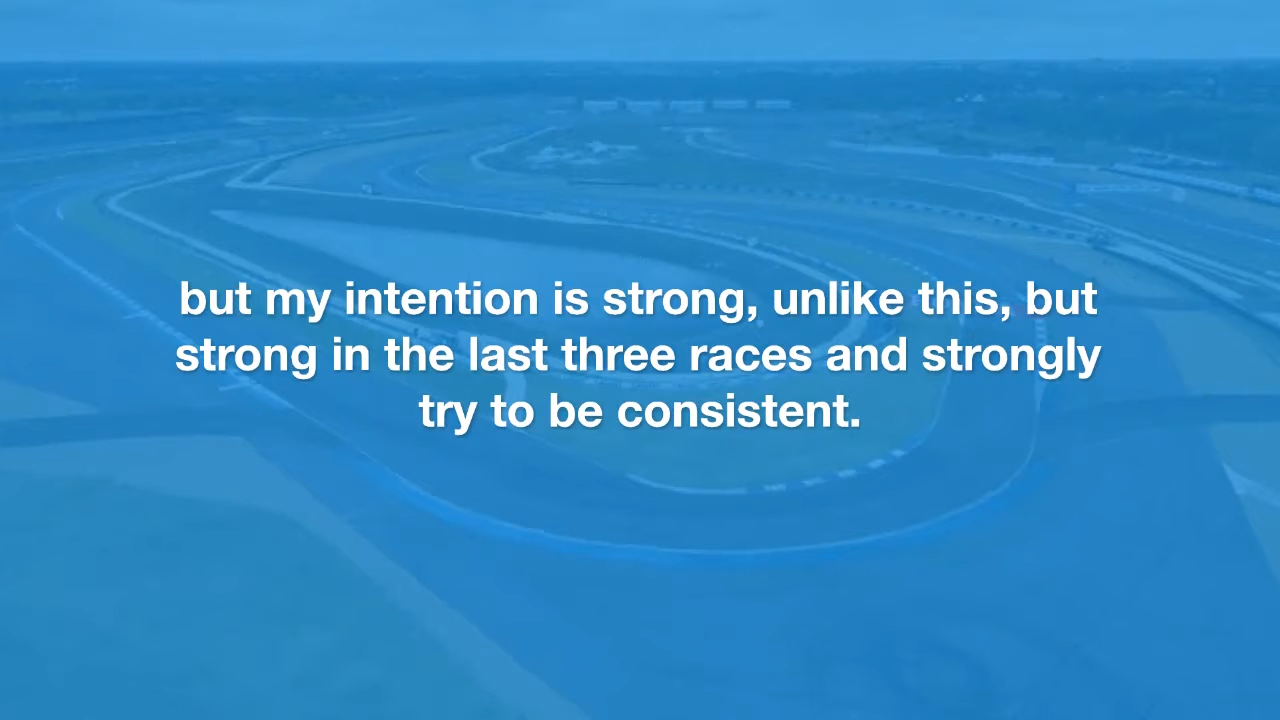 but my intention is strong, unlike this, but
strong in the last three races and strongly
try to be consistent.